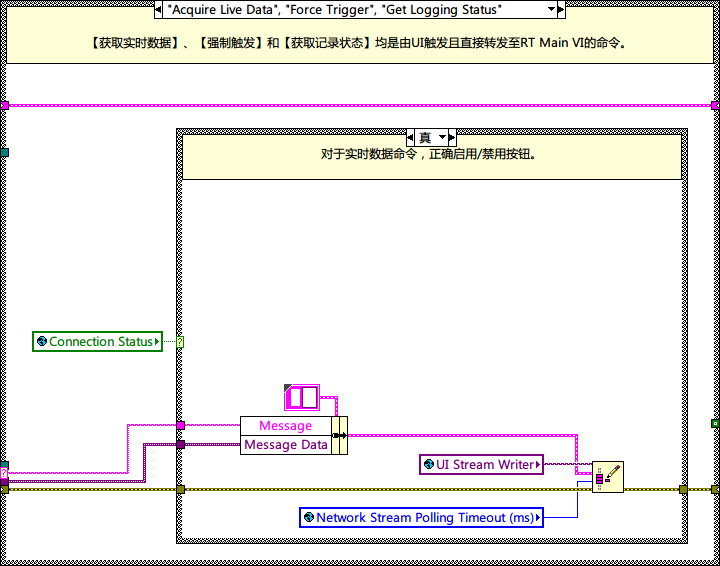 "Acquire Live Data", "Force Trigger", "Get Logging Status"
【获取实时数据】、【强制触发】和【获取记录状态】均是由UI触发且直接转发至RT Main VI的命令。
真
对于实时数据命令，正确启用/禁用按钮。
Connection Status
?
Message
Message Data
UI Stream Writer
?
Network Stream Polling Timeout (ms)